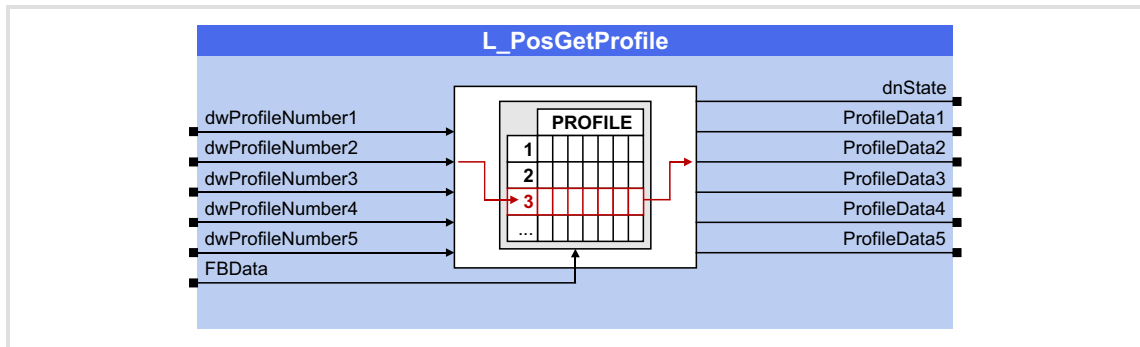 L_PosGetProfile
dnState
dwProfileNumber1
ProfileData1
PROFILE
dwProfileNumber2
1
ProfileData2
2
dwProfileNumber3
ProfileData3
3
dwProfileNumber4
ProfileData4
...
dwProfileNumber5
ProfileData5
FBData